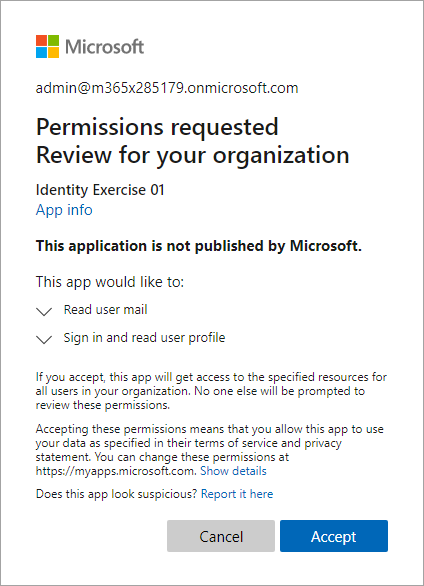 Microsoft
admin@m365x285179.onmicrosoft.com
Permissions requested
Review for your organization
Identity Exercise 01
App info
This application is not published by Microsoft.
This app would like to:
Read user mail
Sign in and read user profile
If you accept, this app will get access to the specified resources for
all users in your organization. No one else will be prompted to
review these permissions.
Accepting these permissions means that you allow this app to use
your data as specified in their terms of service and privacy
statement. You can change these permissions at
https://myapps.microsoft.com. Show details
Does this app look suspicious? Report it here
Cancel Accept